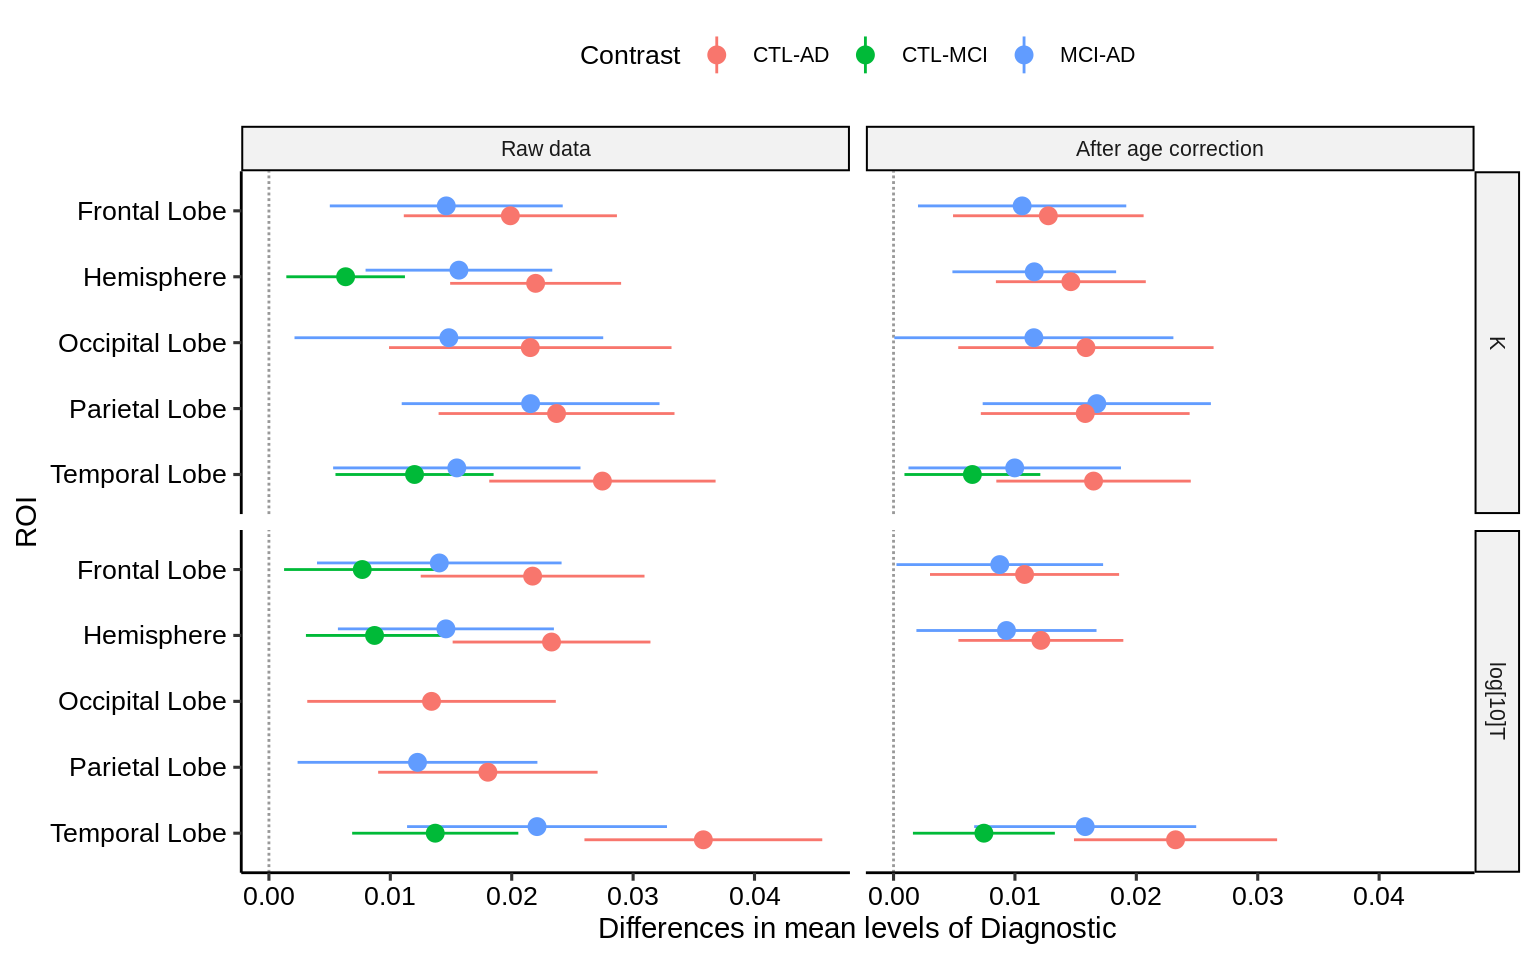 Contrast CTL-AD CTL-MCI MCI-AD
Raw data
After age correction
Frontal Lobe
Hemisphere
Occipital Lobe
Parietal Lobe
Temporal Lobe
K
ROI
Frontal Lobe
Hemisphere
Occipital Lobe
Parietal Lobe
Temporal Lobe
log[10]T
0.00 0.01 0.02 0.03 0.04
0.00 0.01 0.02 0.03 0.04
Differences in mean levels of Diagnostic